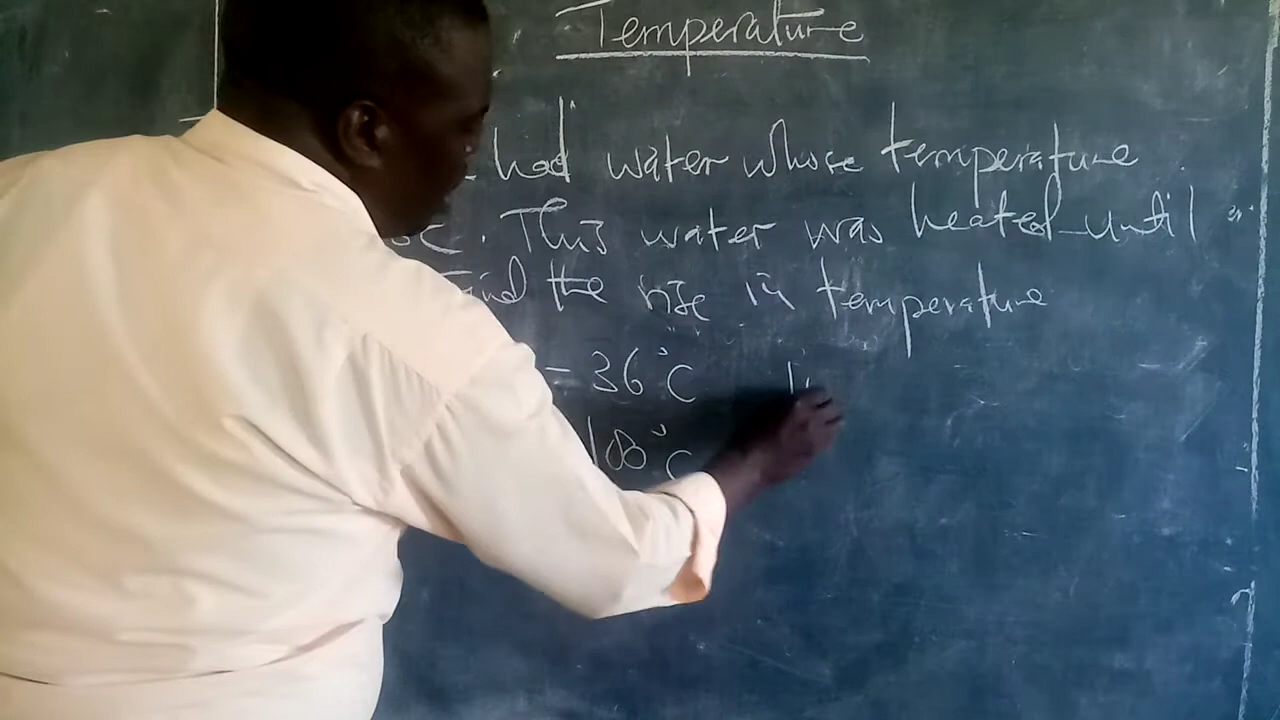 Temperature
had water whose temperature
This water was heated until
the rise in temperature
- 36°C
100°C